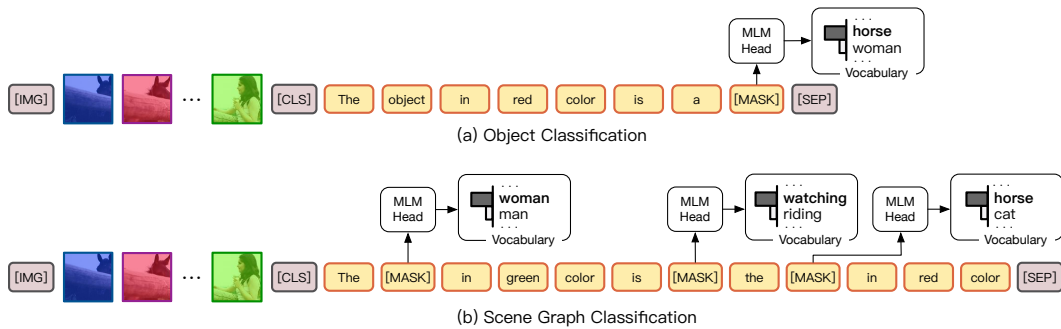 MLM Head
. . .
horse
woman
. . .
Vocabulary
[IMG] ... [CLS] The object in red color is a [MASK] [SEP]
(a) Object Classification
MLM Head
. . .
woman
man
. . .
Vocabulary
MLM Head
. . .
watching
riding
. . .
Vocabulary
MLM Head
. . .
horse
cat
. . .
Vocabulary
[IMG] ... [CLS] The [MASK] in green color is [MASK] the [MASK] in red color [SEP]
(b) Scene Graph Classification